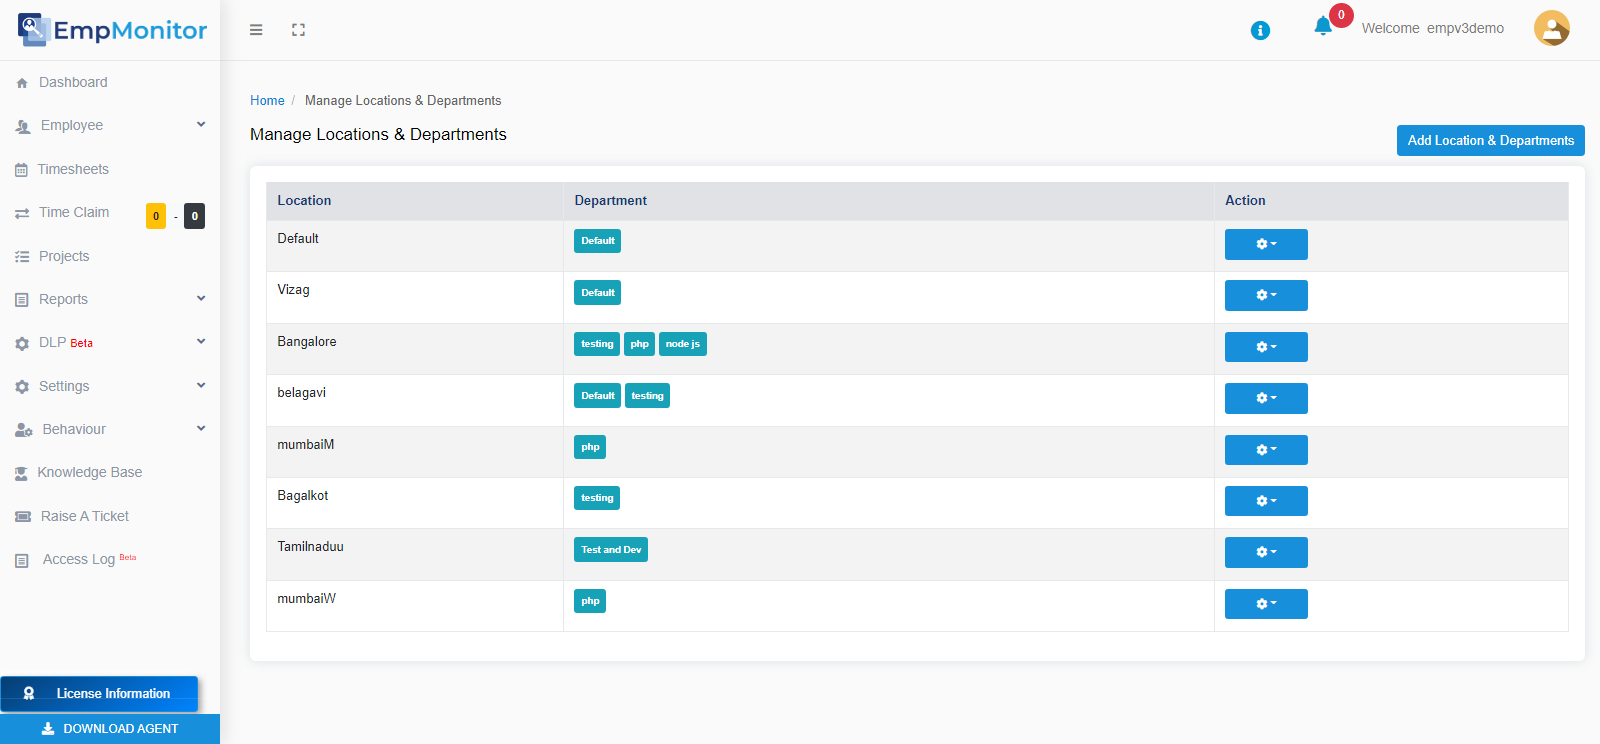 EmpMonitor
0
Welcome empv3demo
Dashboard
Employee
Timesheets
Time Claim 0 - 0
Projects
Reports
DLP Beta
Settings
Behaviour
Knowledge Base
Raise A Ticket
Access Log Beta
License Information
DOWNLOAD AGENT
Home / Manage Locations & Departments
Manage Locations & Departments
Add Location & Departments
Location Department Action
Default Default
Vizag Default
Bangalore testing php node js
belagavi Default testing
mumbaiM php
Bagalkot testing
Tamilnaduu Test and Dev
mumbaiW php